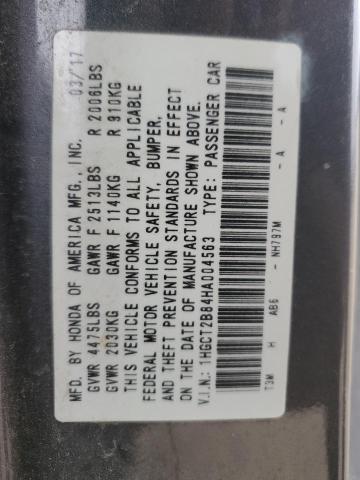 MFD. BY HONDA OF AMERICA MFG., INC. 03/17
GVWR 4475LBS GAWR F 2513LBS R 2006LBS
GVWR 2030KG GAWR F 1140KG R 910KG
THIS VEHICLE CONFORMS TO ALL APPLICABLE
FEDERAL MOTOR VEHICLE SAFETY, BUMPER,
AND THEFT PREVENTION STANDARDS IN EFFECT
ON THE DATE OF MANUFACTURE SHOWN ABOVE.
V.I.N.: 1HGCT2B84HA004563 TYPE: PASSENGER CAR
T3M H AB6 - NH797M - A - A